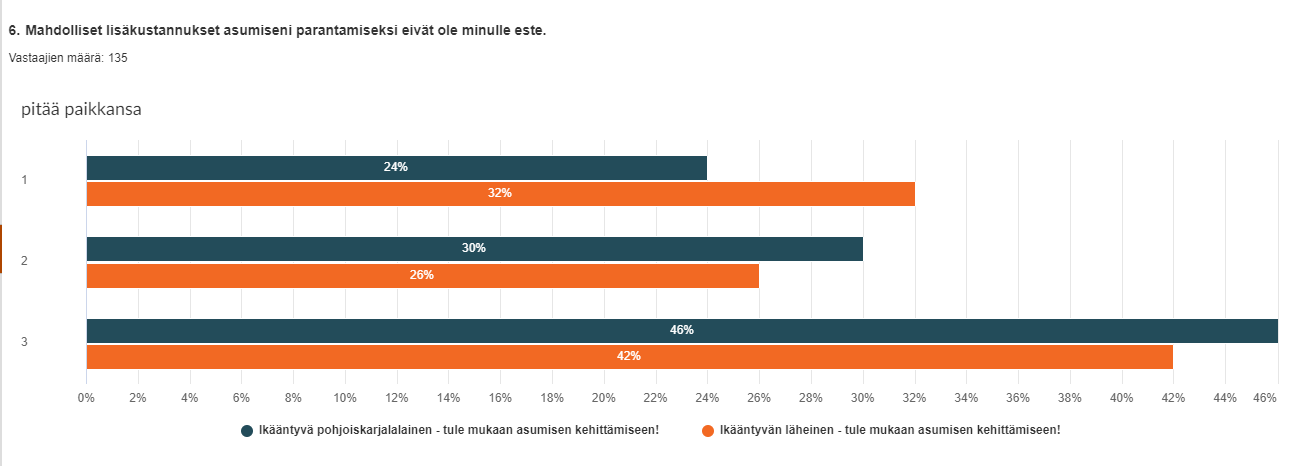 6. Mahdolliset lisäkustannukset asumiseni parantamiseksi eivät ole minulle este.
Vastaajien määrä: 135
pitää paikkansa
1
24%
32%
2
30%
26%
3
46%
42%
0% 2% 4% 6% 8% 10% 12% 14% 16% 18% 20% 22% 24% 26% 28% 30% 32% 34% 36% 38% 40% 42% 44% 46%
Ikääntyvä pohjoiskarjalalainen - tule mukaan asumisen kehittämiseen! Ikääntyvän läheinen - tule mukaan asumisen kehittämiseen!